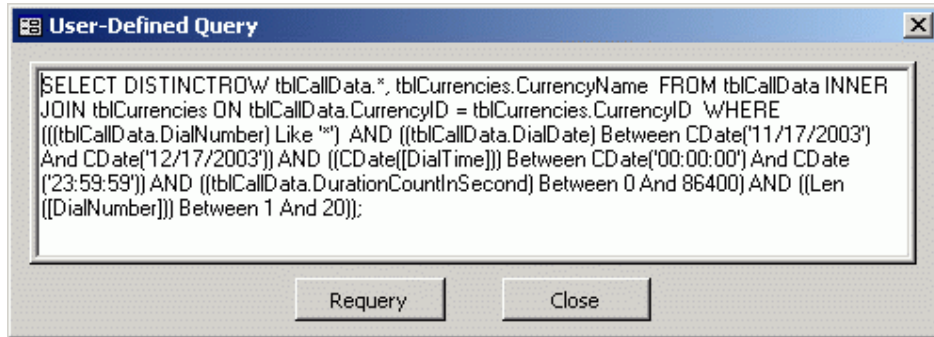 User-Defined Query
SELECT DISTINCTROW tblCallData.*, tblCurrencies.CurrencyName  FROM tblCallData INNER
JOIN tblCurrencies ON tblCallData.CurrencyID = tblCurrencies.CurrencyID  WHERE
(((tblCallData.DialNumber) Like '*')  AND ((tblCallData.DialDate) Between CDate('11/17/2003')
And CDate('12/17/2003')) AND ((CDate([DialTime])) Between CDate('00:00:00') And CDate
('23:59:59')) AND ((tblCallData.DurationCountInSecond) Between 0 And 86400) AND ((Len
([DialNumber])) Between 1 And 20));
Requery Close